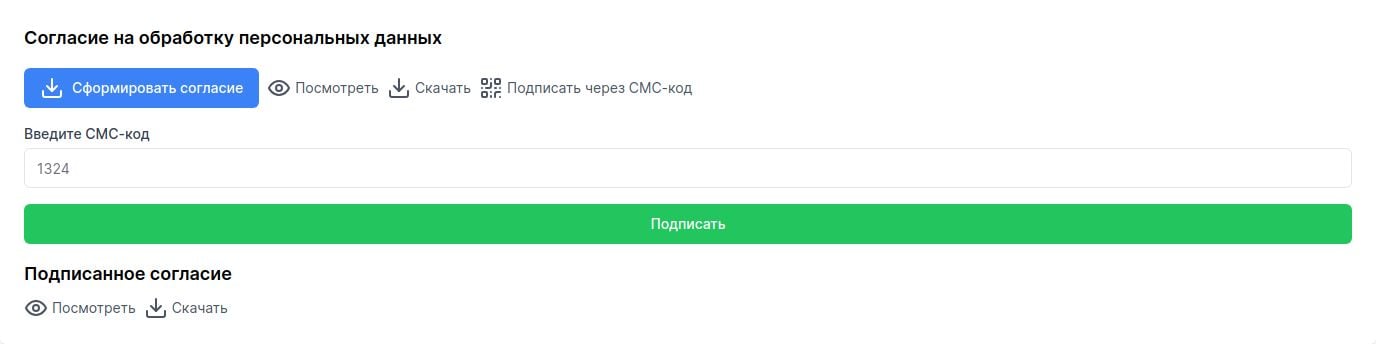 Согласие на обработку персональных данных
Сформировать согласие Посмотреть Скачать Подписать через СМС-код
Введите СМС-код
1324
Подписать
Подписанное согласие
Посмотреть Скачать